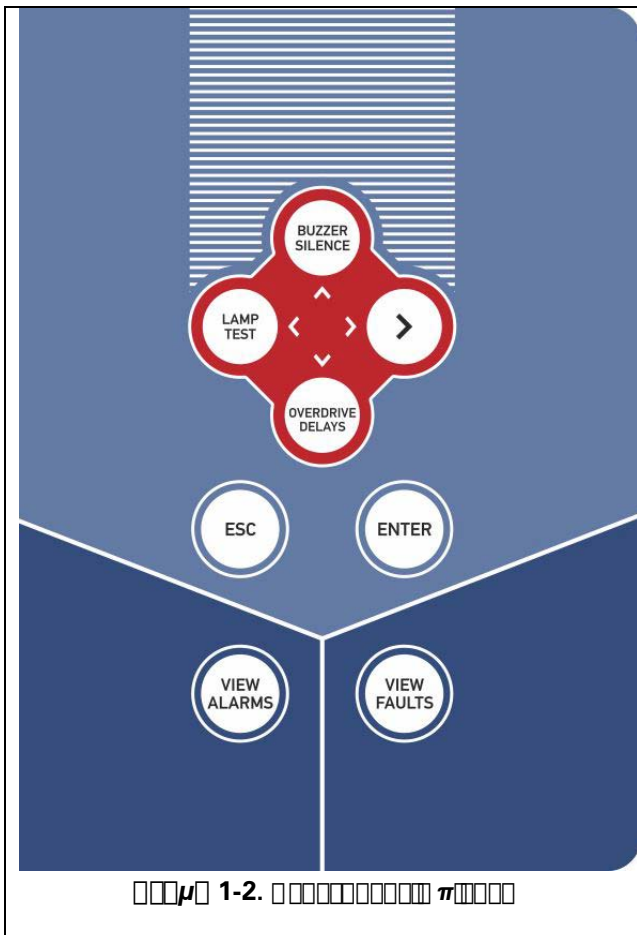 BUZZER
SILENCE
LAMP
TEST
>
OVERDRIVE
DELAYS
ESC
ENTER
VIEW
ALARMS
VIEW
FAULTS
1-2.